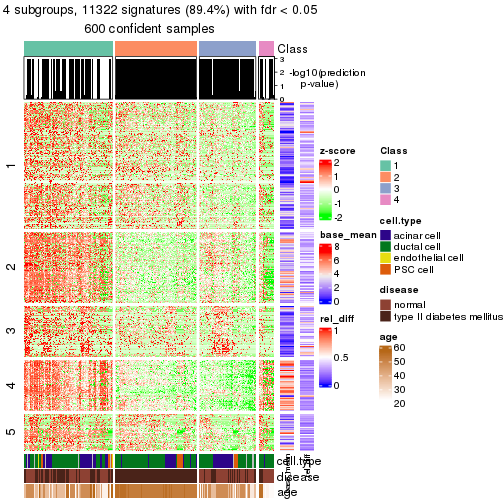 4 subgroups, 11322 signatures (89.4%) with fdr < 0.05
600 confident samples
Class
3
2
1
0
-log10(prediction
p-value)
1
2
3
4
5
z-score
2
1
0
-1
-2
base_mean
8
6
4
2
0
rel_diff
1
0.5
0
Class
1
2
3
4
cell.type
acinar cell
ductal cell
endothelial cell
PSC cell
disease
normal
type II diabetes mellitus
age
60
50
40
30
20
cell.type
disease
age